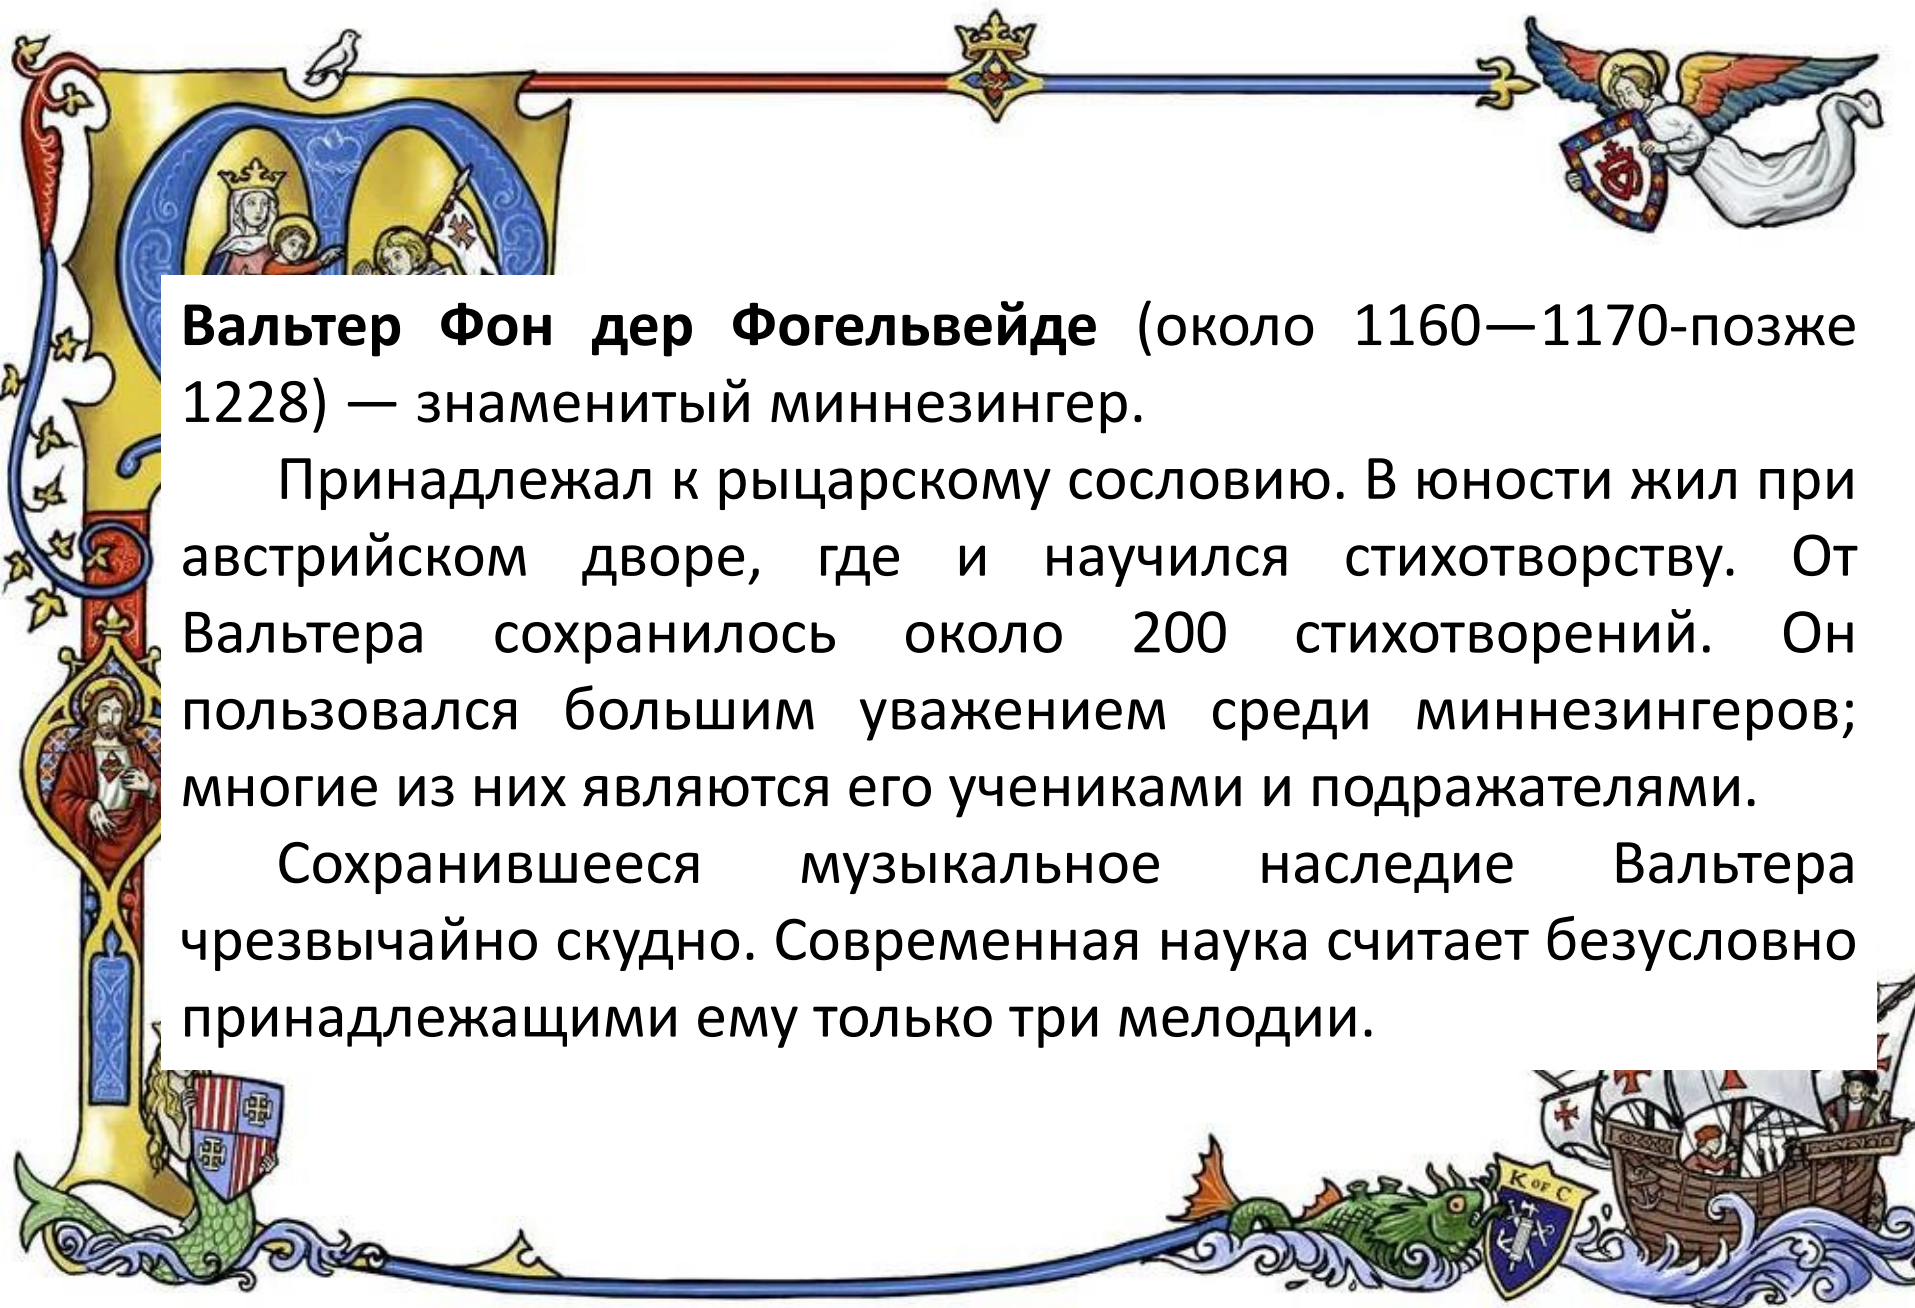 Вальтер Фон дер Фогельвейде (около 1160—1170-позже
1228) — знаменитый миннезингер.
Принадлежал к рыцарскому сословию. В юности жил при
австрийском дворе, где и научился стихотворству. От
Вальтера сохранилось около 200 стихотворений. Он
пользовался большим уважением среди миннезингеров;
многие из них являются его учениками и подражателями.
Сохранившееся музыкальное наследие Вальтера
чрезвычайно скудно. Современная наука считает безусловно
принадлежащими ему только три мелодии.
K OF C